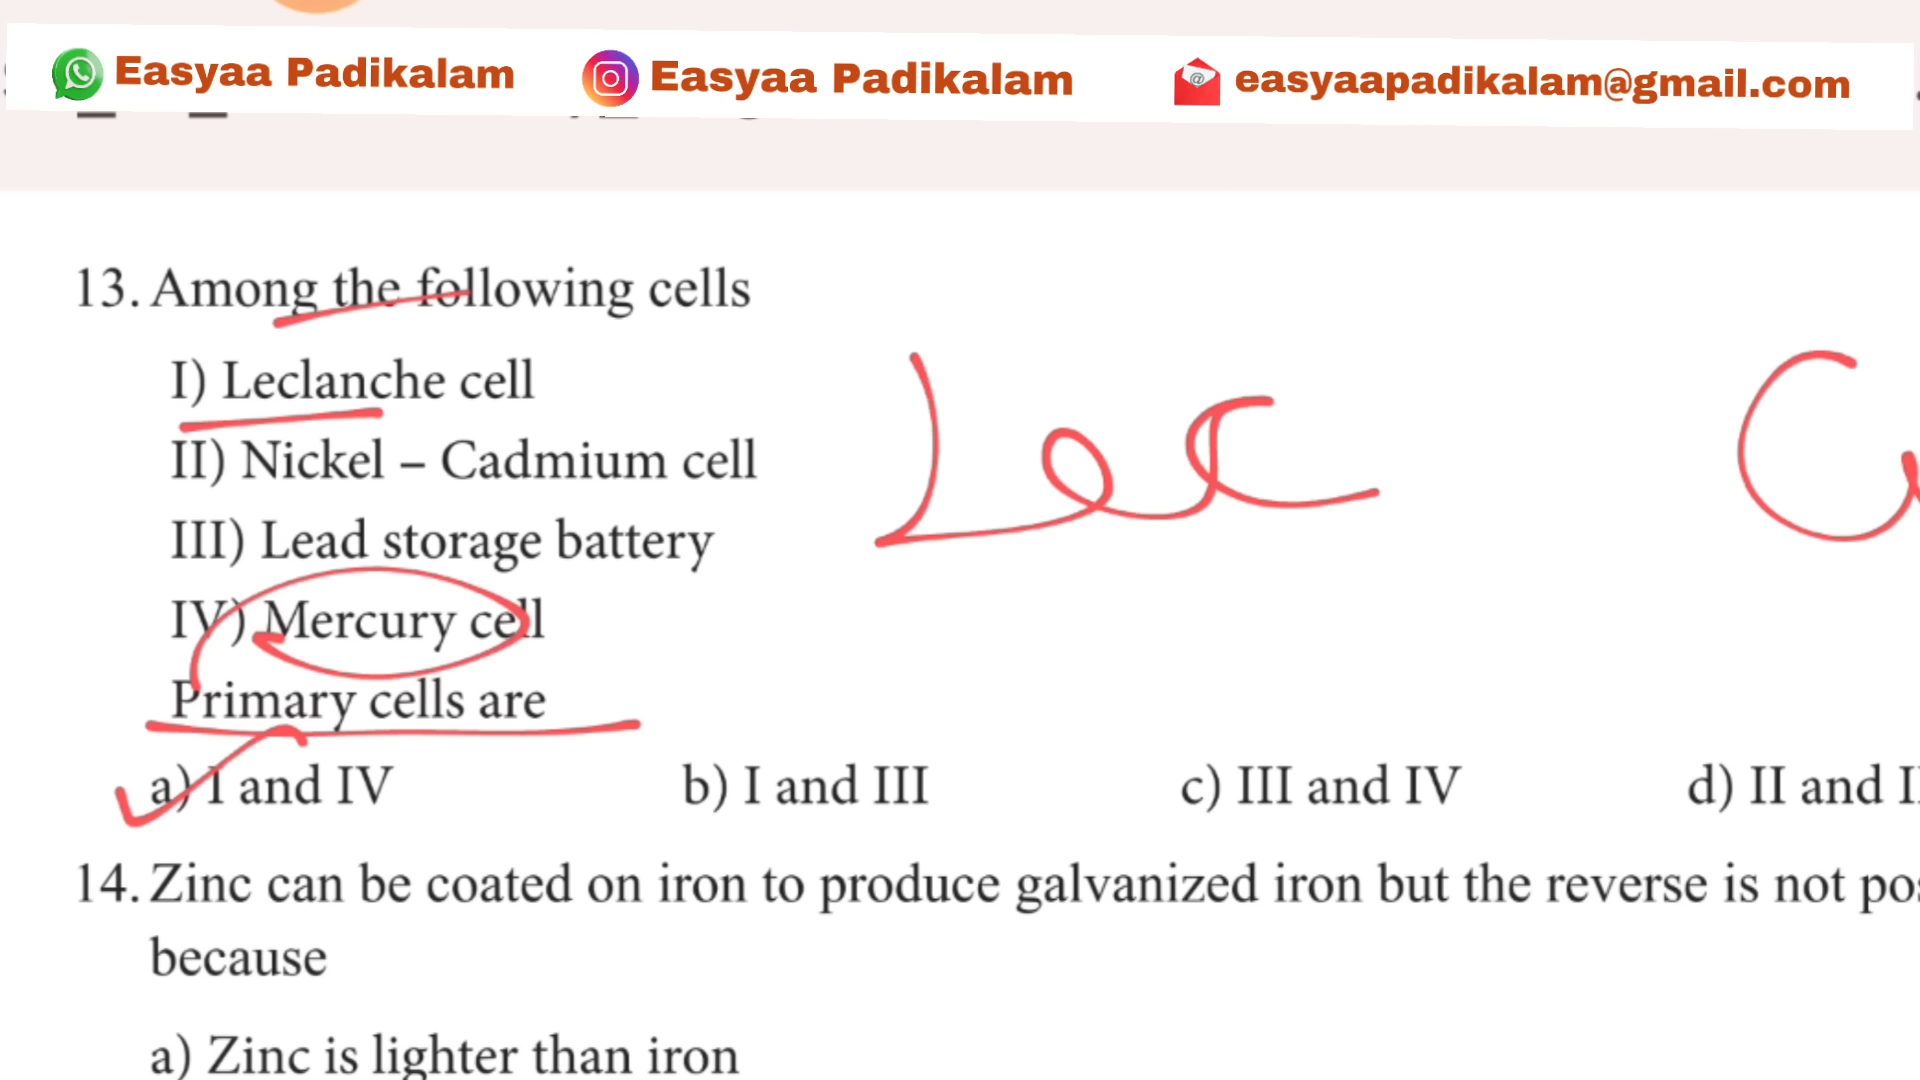 Easyaa Padikalam Easyaa Padikalam easyaapadikalam@gmail.com
13. Among the following cells
I) Leclanche cell
II) Nickel – Cadmium cell
III) Lead storage battery
IV) Mercury cell
Primary cells are
a) I and IV b) I and III c) III and IV d) II and
14. Zinc can be coated on iron to produce galvanized iron but the reverse is not
because
a) Zinc is lighter than iron
Lec